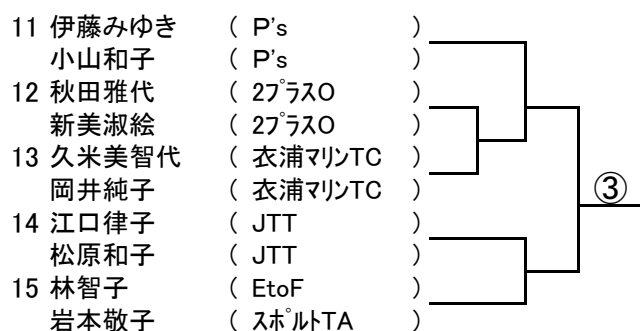 11 伊藤みゆき ( P's )
小山和子 ( P's )
12 秋田雅代 ( 2ﾌﾟﾗｽO )
新美淑絵 ( 2ﾌﾟﾗｽO )
13 久米美智代 ( 衣浦ﾏﾘﾝTC )
岡井純子 ( 衣浦ﾏﾘﾝTC )
③
14 江口律子 ( JTT )
松原和子 ( JTT )
15 林智子 ( EtoF )
岩本敬子 ( ｽﾎﾟﾙﾄTA )